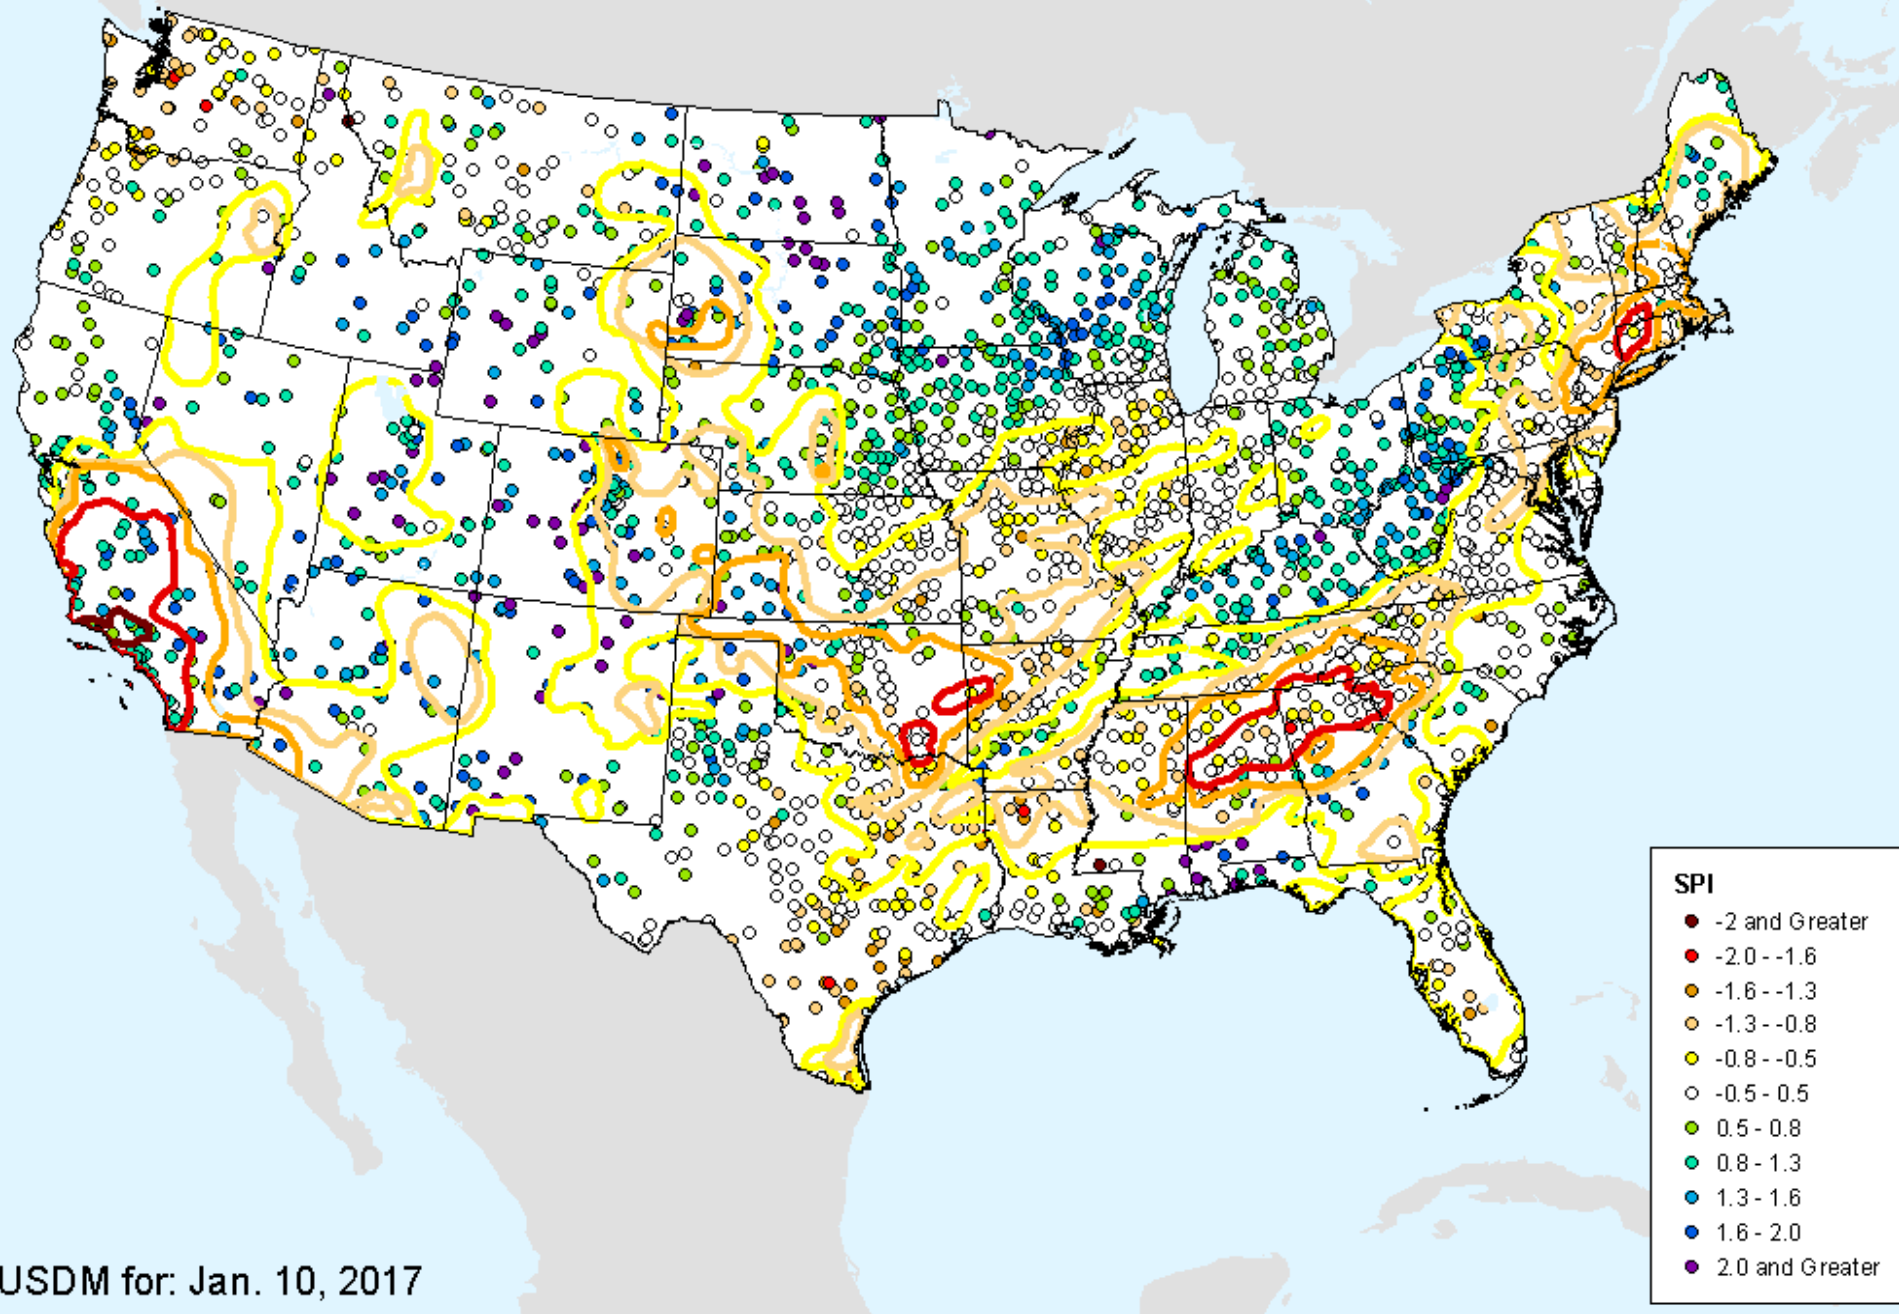 SPI
-2 and Greater
-2.0 - -1.6
-1.6 - -1.3
-1.3 - -0.8
-0.8 - -0.5
-0.5 - 0.5
0.5 - 0.8
0.8 - 1.3
1.3 - 1.6
1.6 - 2.0
2.0 and Greater
USDM for: Jan. 10, 2017